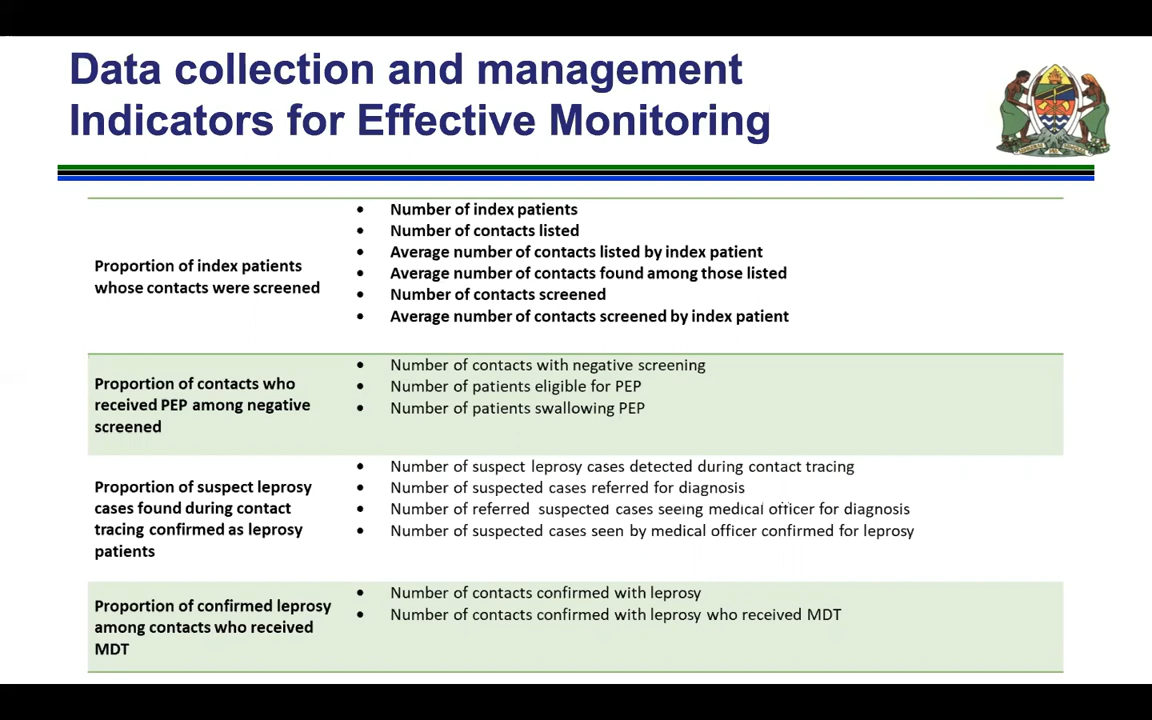 Data collection and management
Indicators for Effective Monitoring
Proportion of index patients
whose contacts were screened
• Number of index patients
• Number of contacts listed
• Average number of contacts listed by index patient
• Average number of contacts found among those listed
• Number of contacts screened
• Average number of contacts screened by index patient
Proportion of contacts who
received PEP among negative
screened
• Number of contacts with negative screening
• Number of patients eligible for PEP
• Number of patients swallowing PEP
Proportion of suspect leprosy
cases found during contact
tracing confirmed as leprosy
patients
• Number of suspect leprosy cases detected during contact tracing
• Number of suspected cases referred for diagnosis
• Number of referred suspected cases seeing medical officer for diagnosis
• Number of suspected cases seen by medical officer confirmed for leprosy
Proportion of confirmed leprosy
among contacts who received
MDT
• Number of contacts confirmed with leprosy
• Number of contacts confirmed with leprosy who received MDT